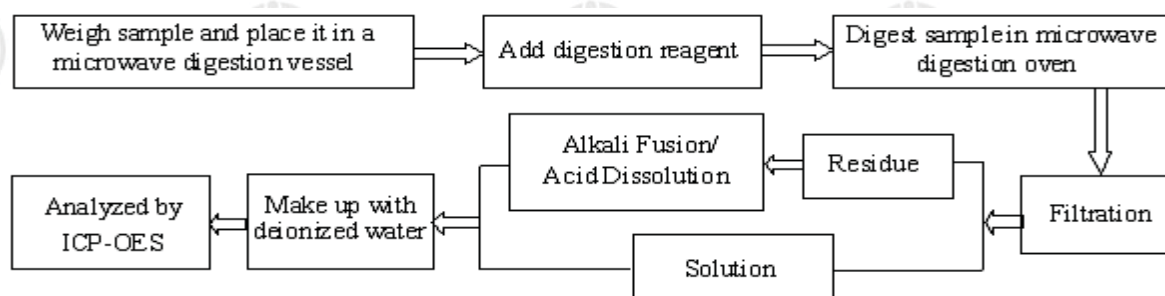 Weigh sample and place it in a
microwave digestion vessel
Add digestion reagent
Digest sample in microwave
digestion oven
Alkali Fusion/
Acid Dissolution
Residue
Filtration
Analyzed by
ICP-OES
Make up with
deionized water
Solution